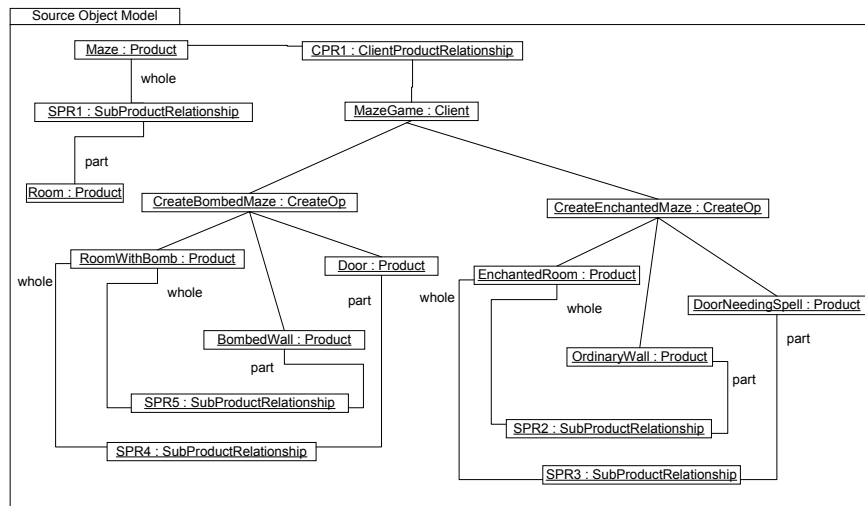 Source Object Model
Maze : Product
CPR1 : ClientProductRelationship
whole
SPR1 : SubProductRelationship
MazeGame : Client
part
Room : Product
CreateBombedMaze : CreateOp
CreateEnchantedMaze : CreateOp
RoomWithBomb : Product
Door : Product
EnchantedRoom : Product
whole
whole
part
whole
whole
DoorNeedingSpell : Product
BombedWall : Product
part
OrdinaryWall : Product
part
part
SPR5 : SubProductRelationship
SPR2 : SubProductRelationship
SPR4 : SubProductRelationship
SPR3 : SubProductRelationship